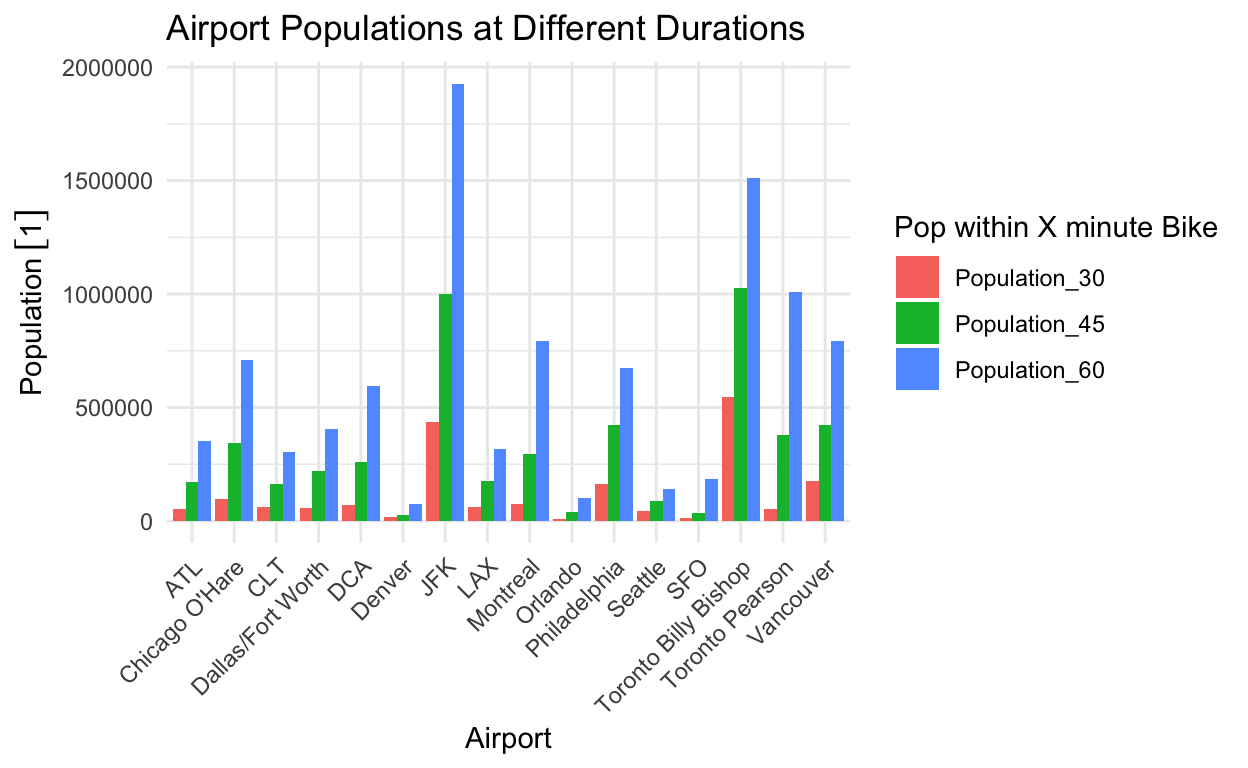 Airport Populations at Different Durations
2000000
1500000
1000000
500000
0
Population [1]
ATL
Chicago O'Hare
CLT
Dallas/Fort Worth
DCA
Denver
JFK
LAX
Montreal
Orlando
Philadelphia
Seattle
SFO
Toronto Billy Bishop
Toronto Pearson
Vancouver
Airport
Pop within X minute Bike
Population_30
Population_45
Population_60